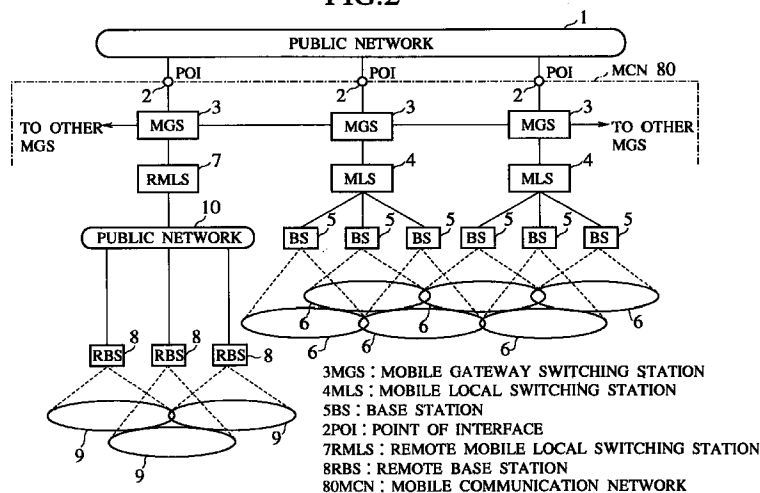 FIG.2
1
PUBLIC NETWORK
POI POI POI MCN 80
2 2 2
3 3 3
TO OTHER MGS
MGS MGS MGS
TO OTHER MGS
7 4 4
RMLS MLS MLS
10
PUBLIC NETWORK
5 5 5 5 5 5
BS BS BS BS BS BS
6 6 6 6 6 6
8 8 8
RBS RBS RBS
9 9 9
3MGS : MOBILE GATEWAY SWITCHING STATION
4MLS : MOBILE LOCAL SWITCHING STATION
5BS : BASE STATION
2POI : POINT OF INTERFACE
7RMLS : REMOTE MOBILE LOCAL SWITCHING STATION
8RBS : REMOTE BASE STATION
80MCN : MOBILE COMMUNICATION NETWORK